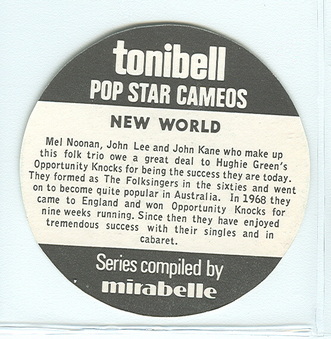 tonibell
POP STAR CAMEOS
NEW WORLD
Mel Noonan, John Lee and John Kane who make up
this folk trio owe a great deal to Hughie Green's
Opportunity Knocks for being the success they are today.
They formed as The Folksingers in the sixties and went
on to become quite popular in Australia. In 1968 they
came to England and won Opportunity Knocks for
nine weeks running. Since then they have enjoyed
tremendous success with their singles and in
cabaret.
Series compiled by
mirabelle